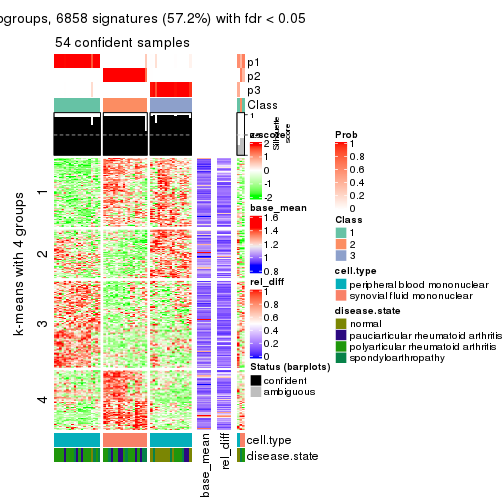 ogroups, 6858 signatures (57.2%) with fdr < 0.05
54 confident samples
p1
p2
p3
Class
1
Silhouette
score
k-means with 4 groups
1
2
3
4
base_mean
rel_diff
cell.type
disease.state
z-score
2
1
0
-1
-2
base_mean
1.6
1.4
1.2
1
0.8
rel_diff
1
0.8
0.6
0.4
0.2
0
Status (barplots)
confident
ambiguous
Prob
1
0.8
0.6
0.4
0.2
0
Class
1
2
3
cell.type
peripheral blood mononuclear
synovial fluid mononuclear
disease.state
normal
pauciarticular rheumatoid arthritis
polyarticular rheumatoid arthritis
spondyloarthropathy